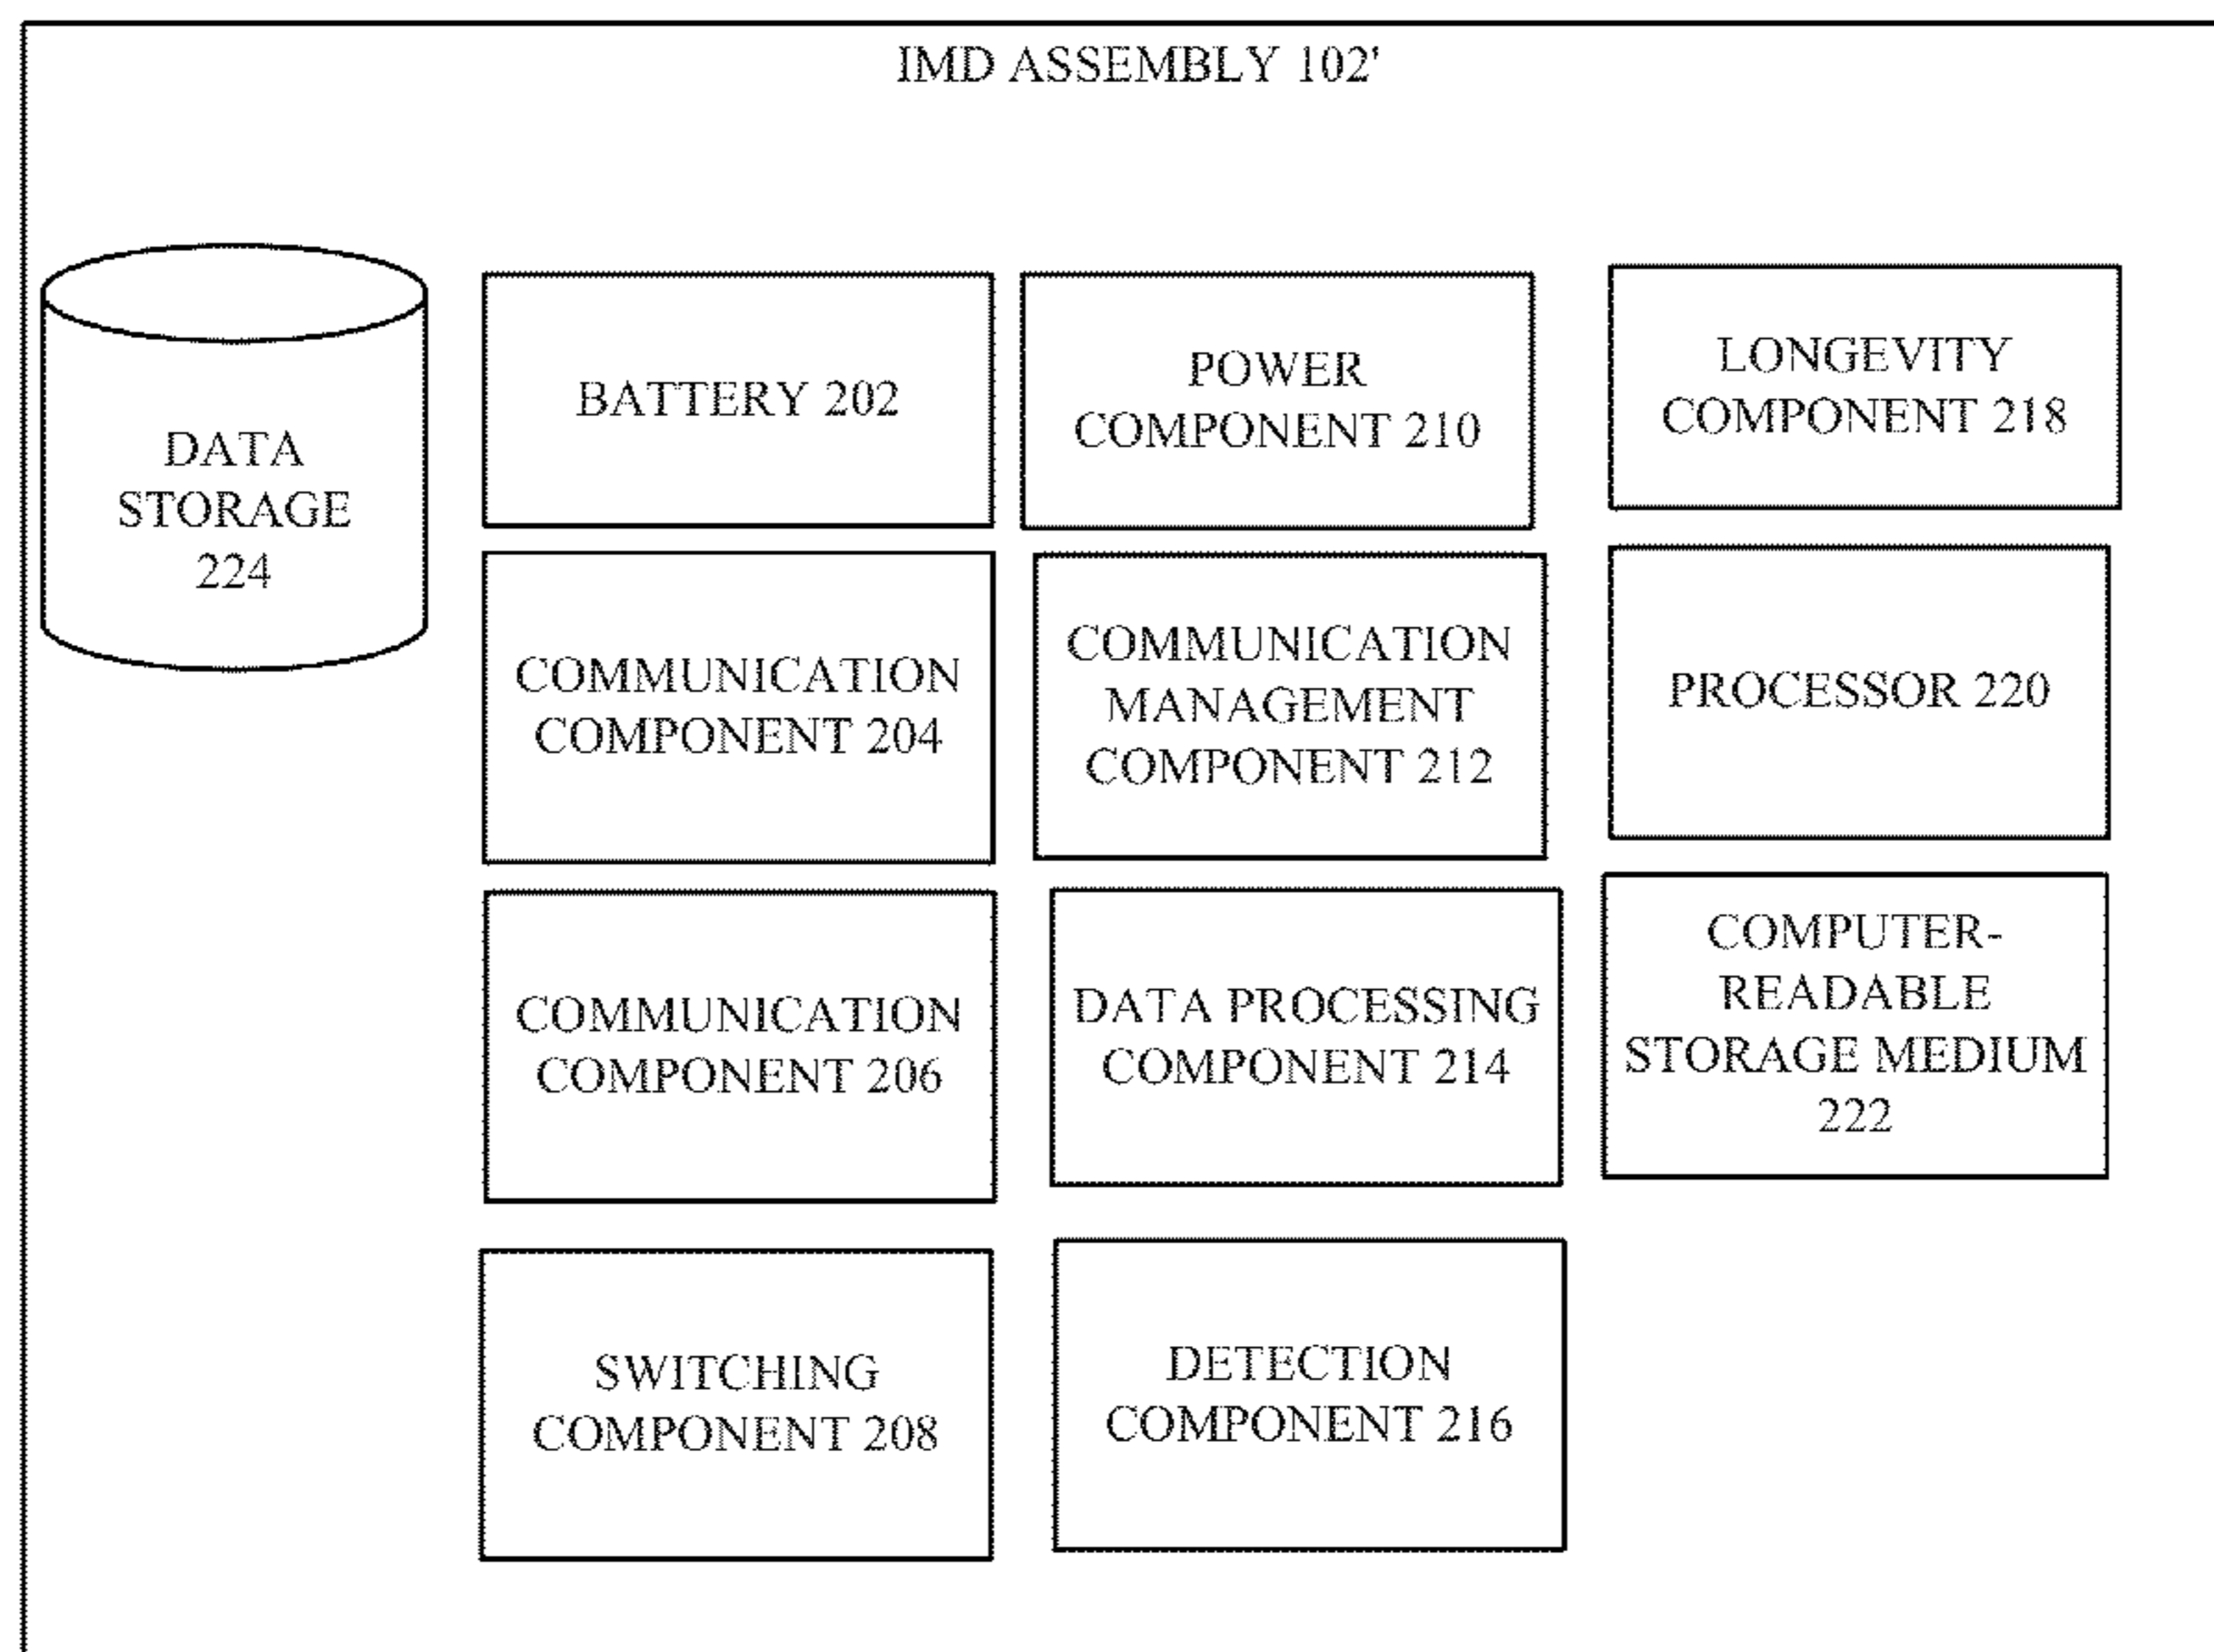 IMD ASSEMBLY 102'
DATA
STORAGE
224
BATTERY 202
COMMUNICATION
COMPONENT 204
COMMUNICATION
COMPONENT 206
SWITCHING
COMPONENT 208
POWER
COMPONENT 210
COMMUNICATION
MANAGEMENT
COMPONENT 212
DATA PROCESSING
COMPONENT 214
DETECTION
COMPONENT 216
LONGEVITY
COMPONENT 218
PROCESSOR 220
COMPUTER-
READABLE
STORAGE MEDIUM
222